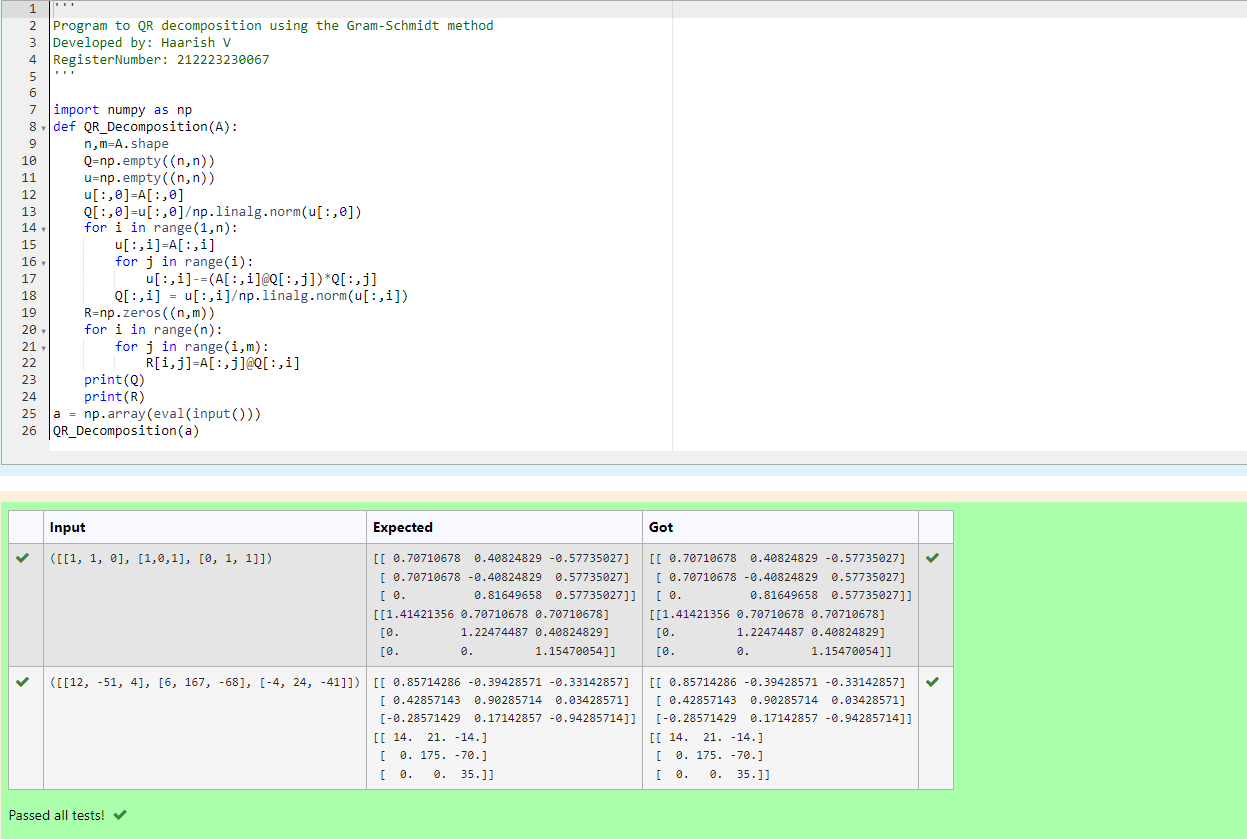 1 '''
2 Program to QR decomposition using the Gram-Schmidt method
3 Developed by: Haarish V
4 RegisterNumber: 212223230067
5 '''
6
7 import numpy as np
8 def QR_Decomposition(A):
9     n,m=A.shape
10     Q=np.empty((n,n))
11     u=np.empty((n,n))
12     u[:,0]=A[:,0]
13     Q[:,0]=u[:,0]/np.linalg.norm(u[:,0])
14     for i in range(1,n):
15         u[:,i]=A[:,i]
16         for j in range(i):
17             u[:,i]-=(A[:,i]@Q[:,j])*Q[:,j]
18         Q[:,i] = u[:,i]/np.linalg.norm(u[:,i])
19     R=np.zeros((n,m))
20     for i in range(n):
21         for j in range(i,m):
22             R[i,j]=A[:,j]@Q[:,i]
23     print(Q)
24     print(R)
25 a = np.array(eval(input()))
26 QR_Decomposition(a)
Input Expected Got
([[1, 1, 0], [1,0,1], [0, 1, 1]]) [[ 0.70710678  0.40824829 -0.57735027] [[ 0.70710678  0.40824829 -0.57735027]
[ 0.70710678 -0.40824829  0.57735027] [ 0.70710678 -0.40824829  0.57735027]
[ 0.          0.81649658  0.57735027]] [ 0.          0.81649658  0.57735027]]
[[1.41421356 0.70710678 0.70710678] [[1.41421356 0.70710678 0.70710678]
[0.         1.22474487 0.40824829] [0.         1.22474487 0.40824829]
[0.         0.         1.15470054]] [0.         0.         1.15470054]]
([[12, -51, 4], [6, 167, -68], [-4, 24, -41]]) [[ 0.85714286 -0.39428571 -0.33142857] [[ 0.85714286 -0.39428571 -0.33142857]
[ 0.42857143  0.90285714  0.03428571] [ 0.42857143  0.90285714  0.03428571]
[-0.28571429  0.17142857 -0.94285714]] [-0.28571429  0.17142857 -0.94285714]]
[[ 14.  21. -14.] [[ 14.  21. -14.]
[  0. 175. -70.] [  0. 175. -70.]
[  0.   0.  35.]] [  0.   0.  35.]]
Passed all tests!